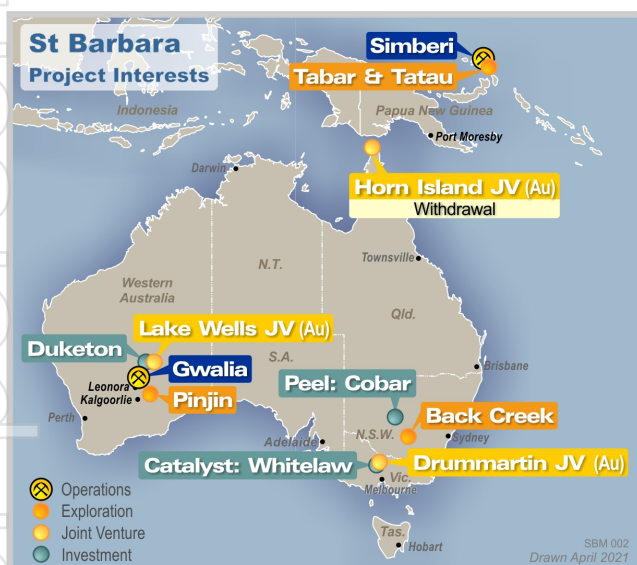 St Barbara
Project Interests
Simberi
Tabar & Tatau
Indonesia
Papua New Guinea
Port Moresby
Darwin
Horn Island JV (Au)
Withdrawal
N.T.
Townsville
Western
Australia
Qld.
Lake Wells JV (Au)
Duketon
S.A.
Gwalia
Brisbane
Peel: Cobar
Leonora
Kalgoorlie
Pinjin
Back Creek
Perth
N.S.W.
Sydney
Adelaide
Catalyst: Whitelaw
Drummartin JV (Au)
Vic.
Melbourne
Operations
Exploration
Joint Venture
Investment
Tas.
Hobart
SBM 002
Drawn April 2021